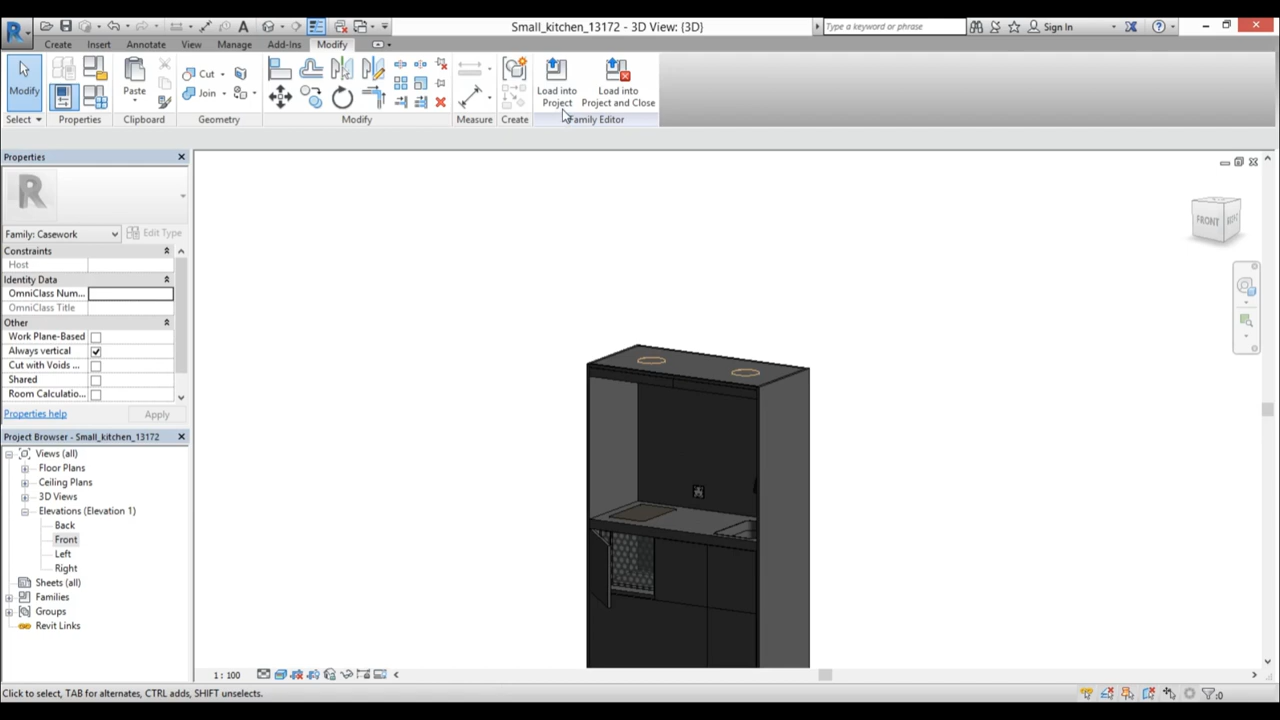 Small_kitchen_13172 - 3D View: {3D}
Type a keyword or phrase
Sign In
Create Insert Annotate View Manage Add-Ins Modify
Modify
Paste
Cut
Join
Load into
Project
Load into
Project and Close
Select
Properties
Clipboard
Geometry
Modify
Measure
Create
Family Editor
Properties
Family: Casework
Edit Type
Constraints
Host
Identity Data
OmniClass Num...
OmniClass Title
Other
Work Plane-Based
Always vertical
Cut with Voids ...
Shared
Room Calculatio...
Properties help
Apply
Project Browser - Small_kitchen_13172
Views (all)
Floor Plans
Ceiling Plans
3D Views
Elevations (Elevation 1)
Back
Front
Left
Right
Sheets (all)
Families
Groups
Revit Links
FRONT
1 : 100
Click to select, TAB for alternates, CTRL adds, SHIFT unselects.
:0